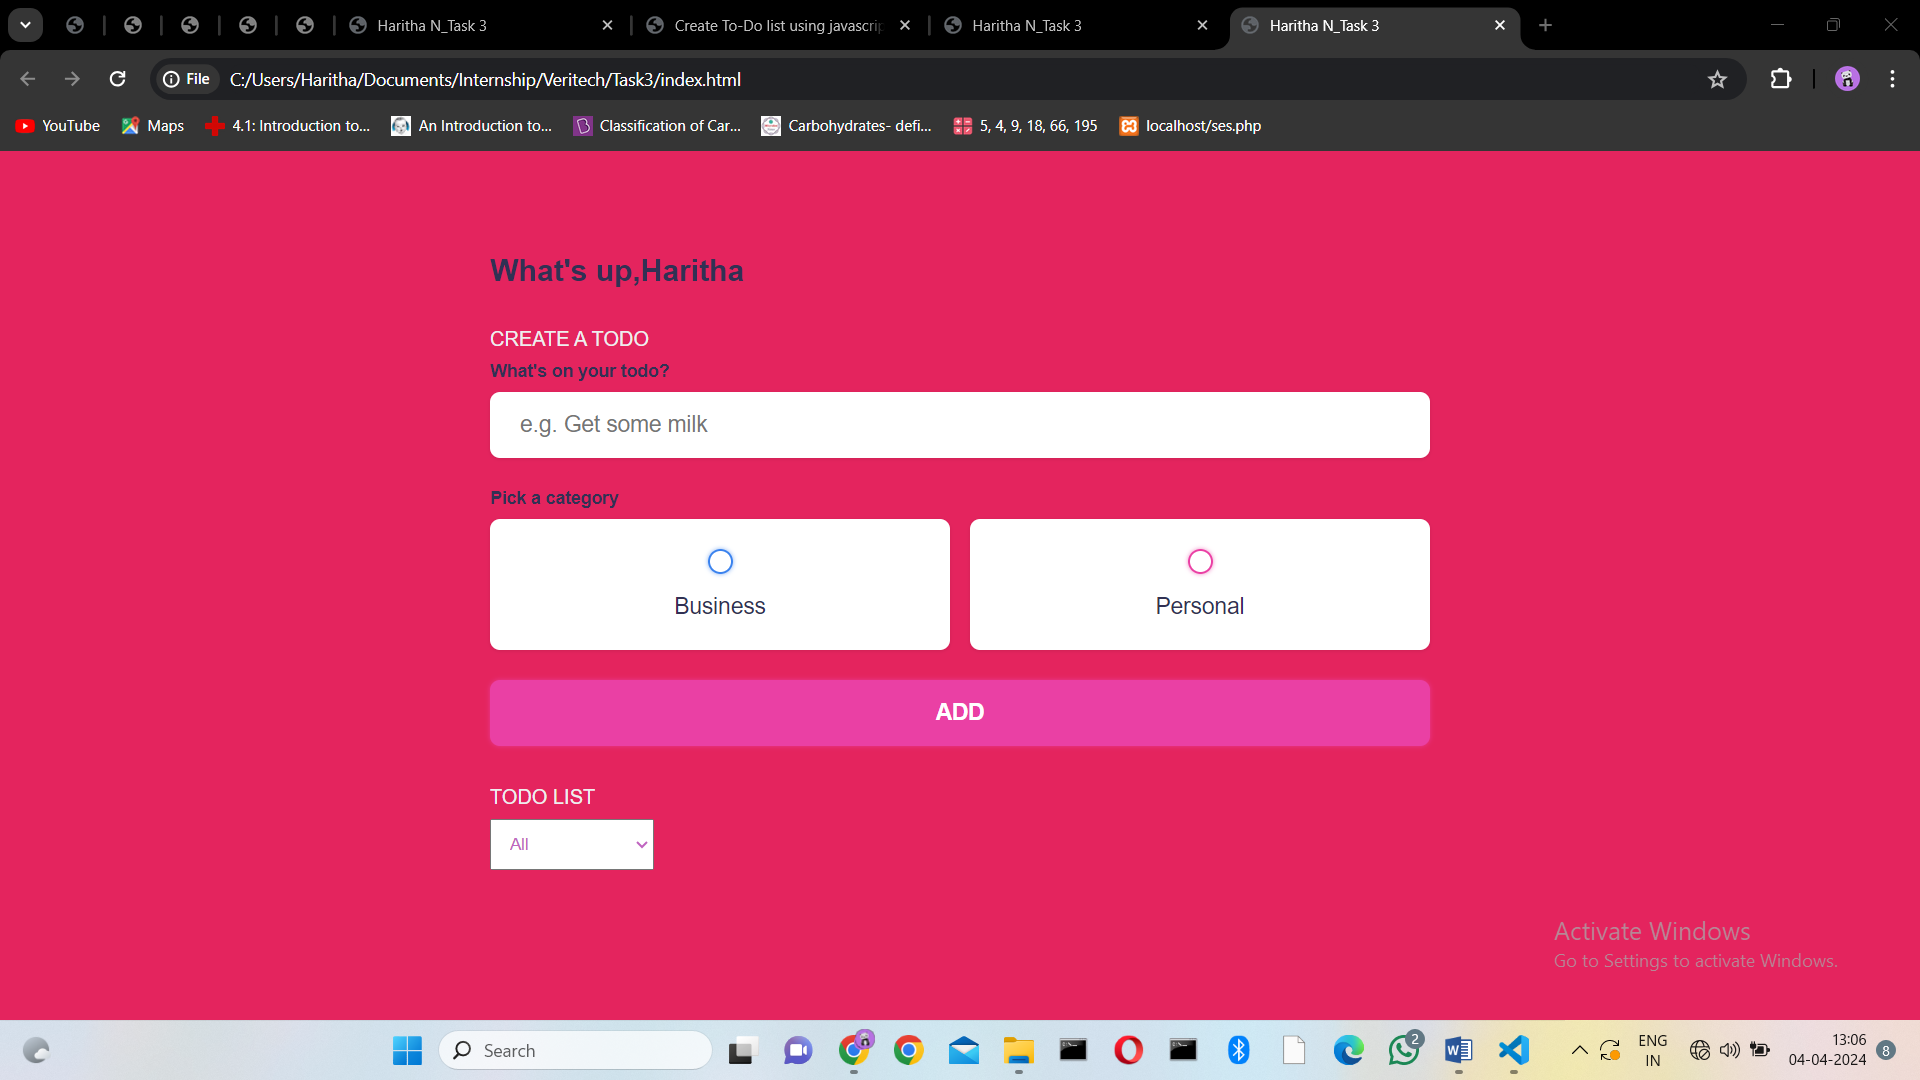 Haritha N_Task 3
Create To-Do list using javascrip
Haritha N_Task 3
Haritha N_Task 3
File
C:/Users/Haritha/Documents/Internship/Veritech/Task3/index.html
YouTube
Maps
4.1: Introduction to...
An Introduction to...
Classification of Car...
Carbohydrates- defi...
5, 4, 9, 18, 66, 195
localhost/ses.php
What's up,Haritha
CREATE A TODO
What's on your todo?
e.g. Get some milk
Pick a category
Business
Personal
ADD
TODO LIST
All
Activate Windows
Go to Settings to activate Windows.
Search
2
ENG
IN
13:06
04-04-2024
8